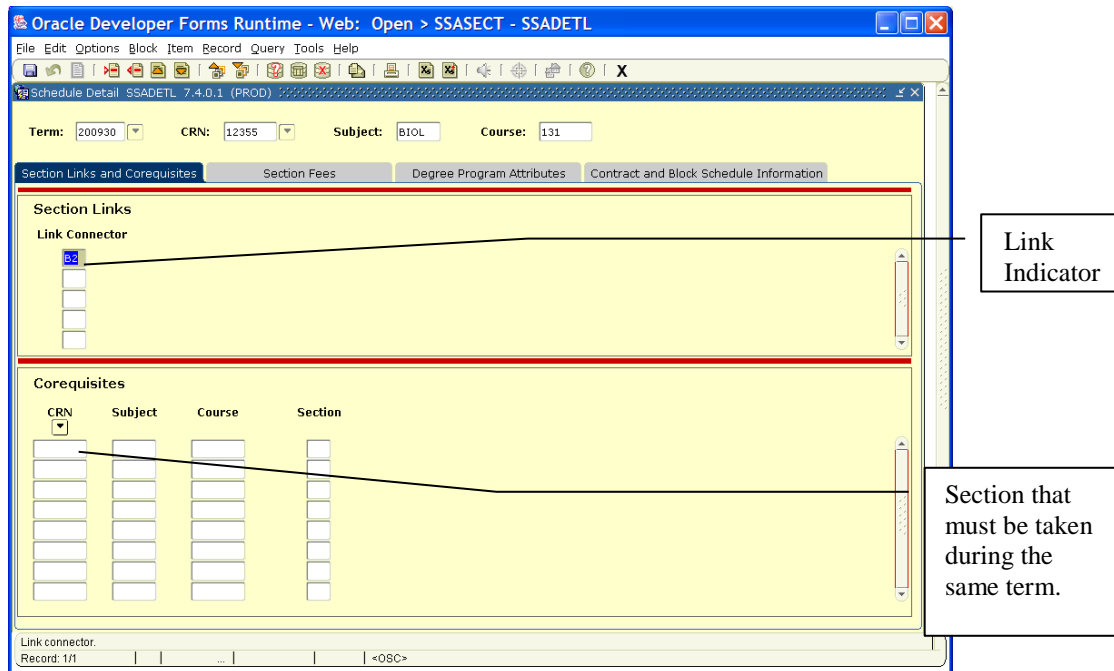 Oracle Developer Forms Runtime - Web: Open > SSASECT - SSADETL
File Edit Options Block Item Record Query Tools Help
Schedule Detail SSADETL 7.4.0.1 (PROD)
Term: 200930 CRN: 12355 Subject: BIOL Course: 131
Section Links and Corequisites Section Fees Degree Program Attributes Contract and Block Schedule Information
Section Links
Link Connector
B2
Link
Indicator
Corequisites
CRN Subject Course Section
Section that
must be taken
during the
same term.
Link connector.
Record: 1/1 ... <OSC>